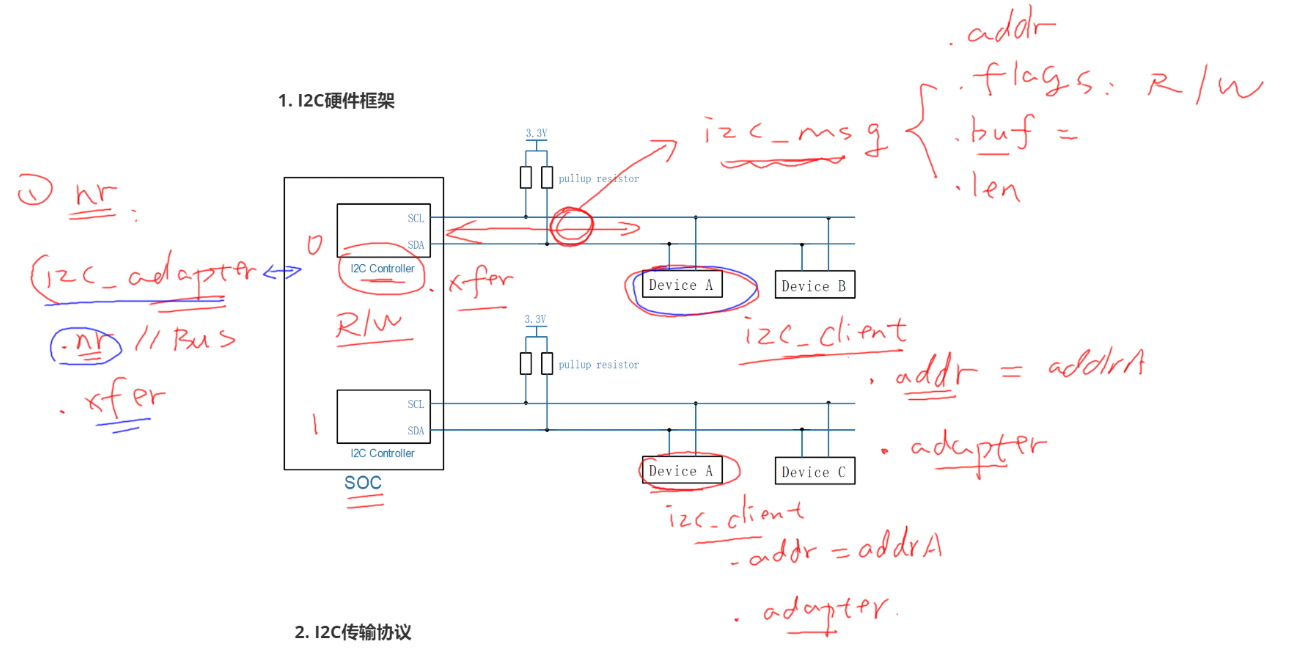 .addr
.flags: R/W
1. I2C硬件框架
i2c_msg
.buf =
.len
3.3V
pullup resistor
① nr:
SCL
0
SDA
i2c_adapter
I2C Controller
.xfer
Device A
Device B
R/W
.nr // Bus
3.3V
i2c_client
.addr = addrA
pullup resistor
.xfer
SCL
1
SDA
.adapter
I2C Controller
Device A
Device C
SOC
i2c_client
.addr = addrA
.adapter.
2. I2C传输协议